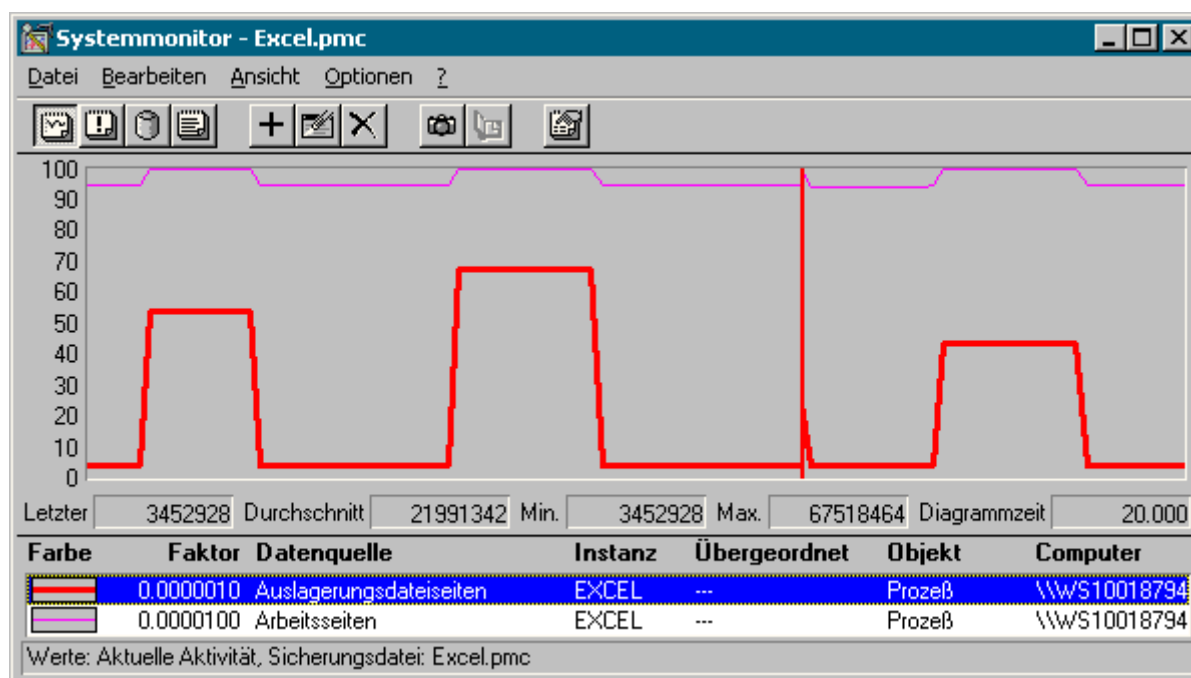 Systemmonitor - Excel.pmc
Datei Bearbeiten Ansicht Optionen ?
100
90
80
70
60
50
40
30
20
10
0
Letzter 3452928 Durchschnitt 21991342 Min. 3452928 Max. 67518464 Diagrammzeit 20.000
Farbe Faktor Datenquelle Instanz Übergeordnet Objekt Computer
0.0000010 Auslagerungsdateiseiten EXCEL --- Prozeß \\WS10018794
0.0000100 Arbeitsseiten EXCEL --- Prozeß \\WS10018794
Werte: Aktuelle Aktivität, Sicherungsdatei: Excel.pmc